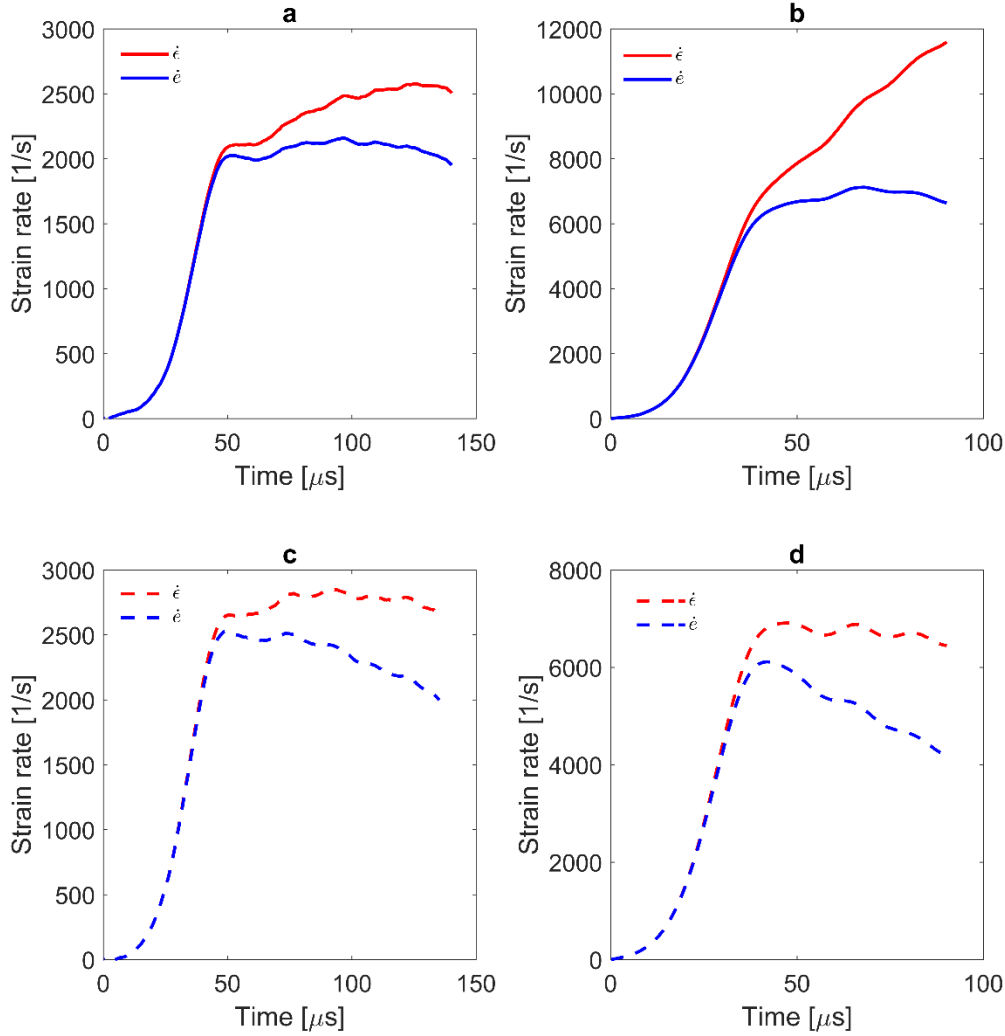 a
3000
2500
2000
1500
1000
500
0
Strain rate [1/s]
ϵ̇
ė
0 50 100 150
Time [μs]
b
12000
10000
8000
6000
4000
2000
0
Strain rate [1/s]
ϵ̇
ė
0 50 100
Time [μs]
c
3000
2500
2000
1500
1000
500
0
Strain rate [1/s]
ϵ̇
ė
0 50 100 150
Time [μs]
d
8000
6000
4000
2000
0
Strain rate [1/s]
ϵ̇
ė
0 50 100
Time [μs]